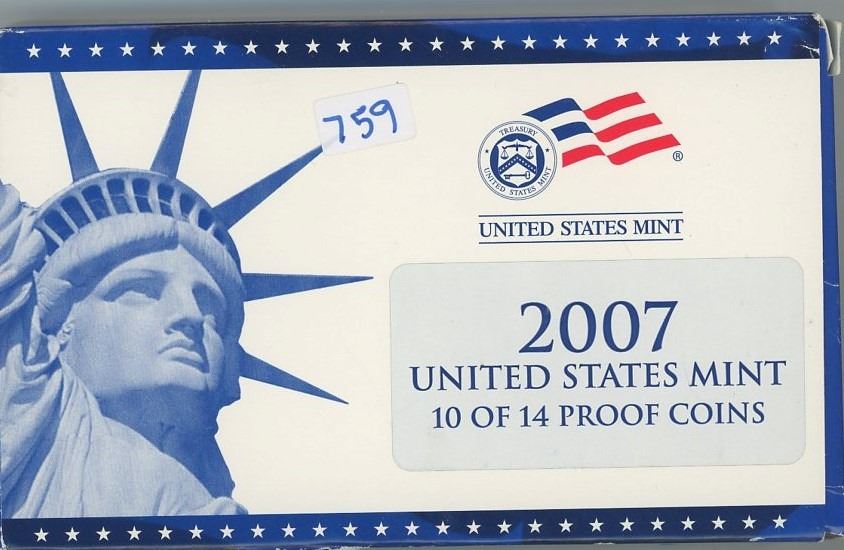 759
TREASURY
UNITED STATES MINT
®
UNITED STATES MINT
2007
UNITED STATES MINT
10 OF 14 PROOF COINS